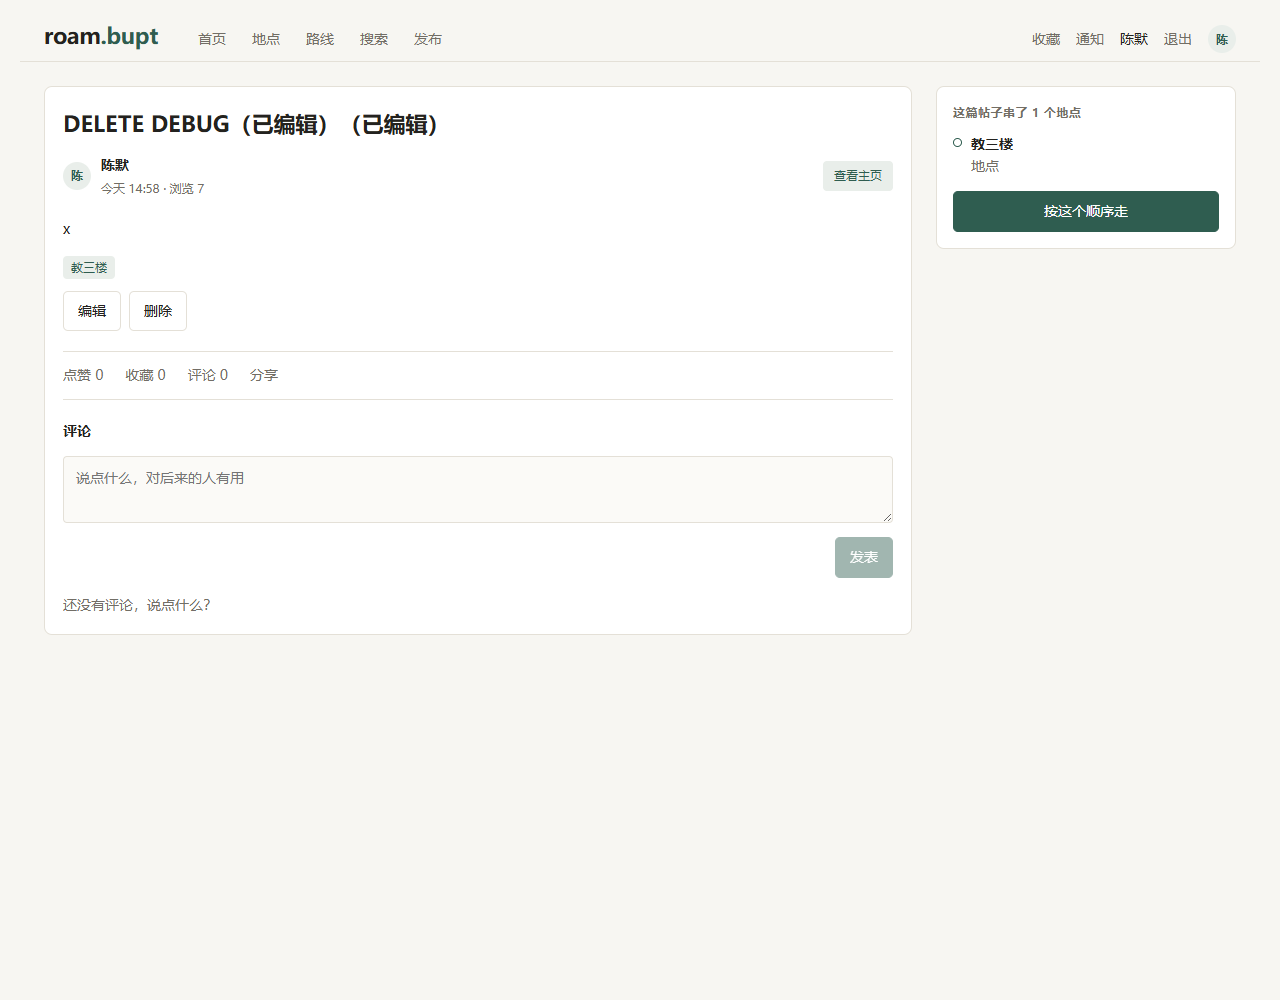 roam.bupt 首页 地点 路线 搜索 发布 收藏 通知 陈默 退出 陈
DELETE DEBUG（已编辑）（已编辑）
陈
陈默
今天 14:58 · 浏览 7
查看主页
x
教三楼
编辑 删除
点赞 0 收藏 0 评论 0 分享
评论
说点什么，对后来的人有用
发表
还没有评论，说点什么？
这篇帖子串了 1 个地点
教三楼
地点
按这个顺序走